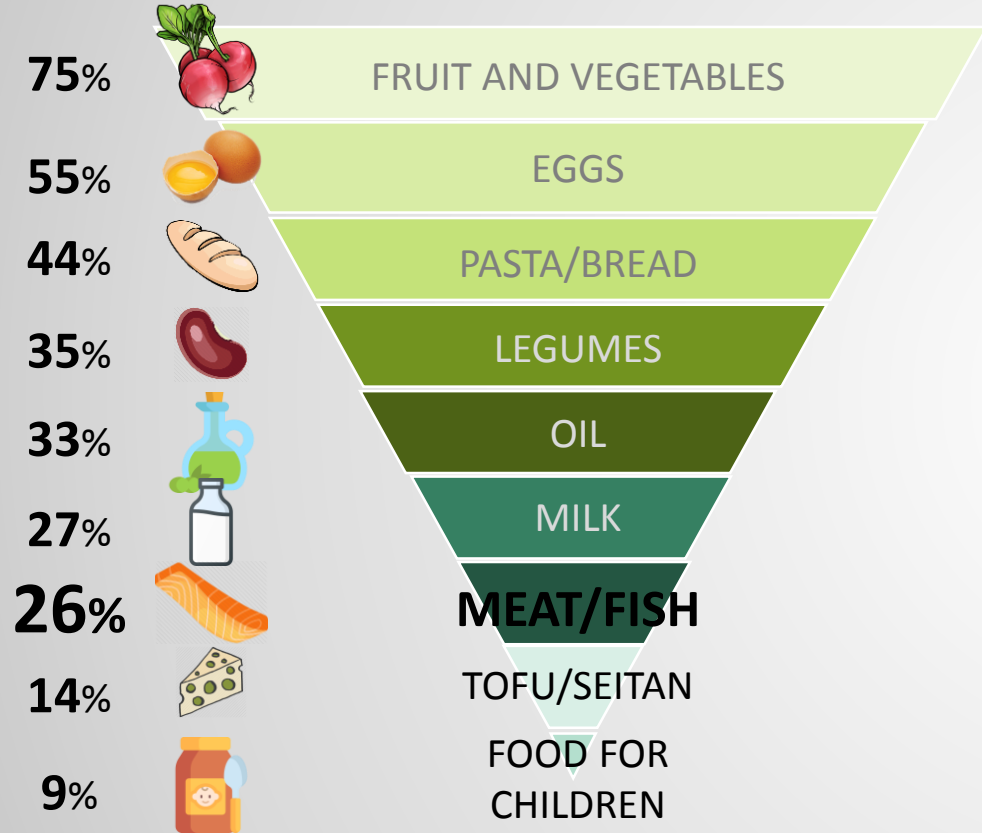 75% FRUIT AND VEGETABLES
55% EGGS
44% PASTA/BREAD
35% LEGUMES
33% OIL
27% MILK
26% MEAT/FISH
14% TOFU/SEITAN
9% FOOD FOR
CHILDREN